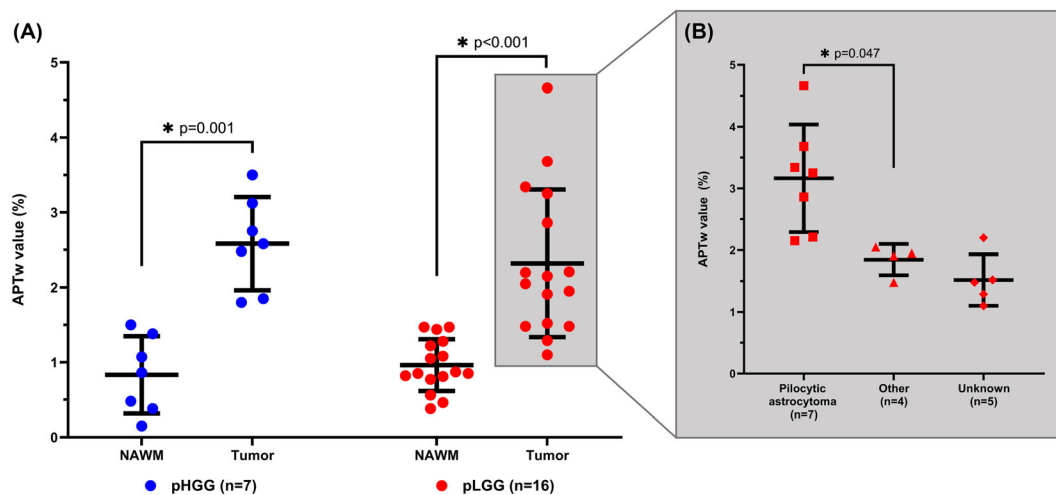 (A)
APTw value (%)
5
4
3
2
1
0
* p=0.001
* p<0.001
NAWM
Tumor
NAWM
Tumor
pHGG (n=7)
pLGG (n=16)
(B)
APTw value (%)
5
4
3
2
1
0
* p=0.047
Pilocytic
astrocytoma
(n=7)
Other
(n=4)
Unknown
(n=5)